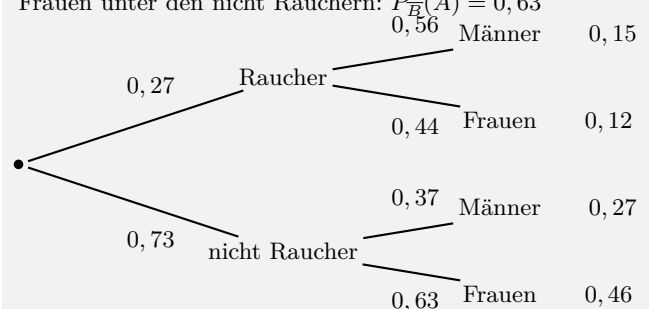 Frauen unter den nicht Rauchern: $P_{\overline{B}}(A) = 0,63$
0,56 Männer 0,15
Raucher
0,27
0,44 Frauen 0,12
0,37 Männer 0,27
0,73
nicht Raucher
0,63 Frauen 0,46